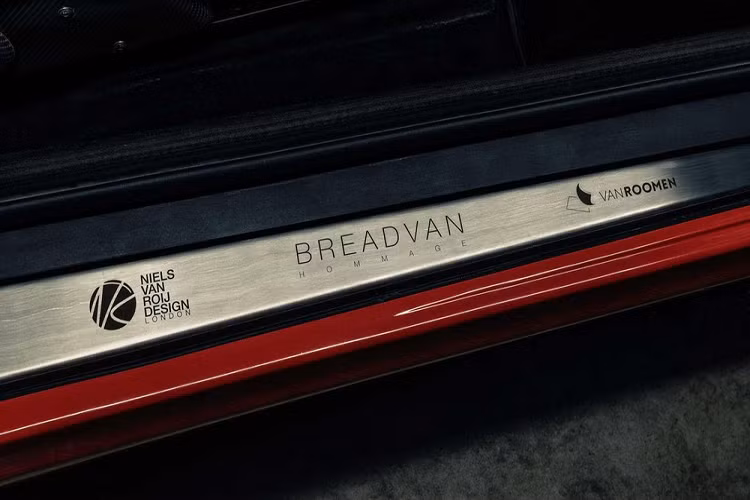 NIELS
VAN
ROIJ
DESIGN
LONDON
BREADVAN
HOMMAGE
VANROOMEN